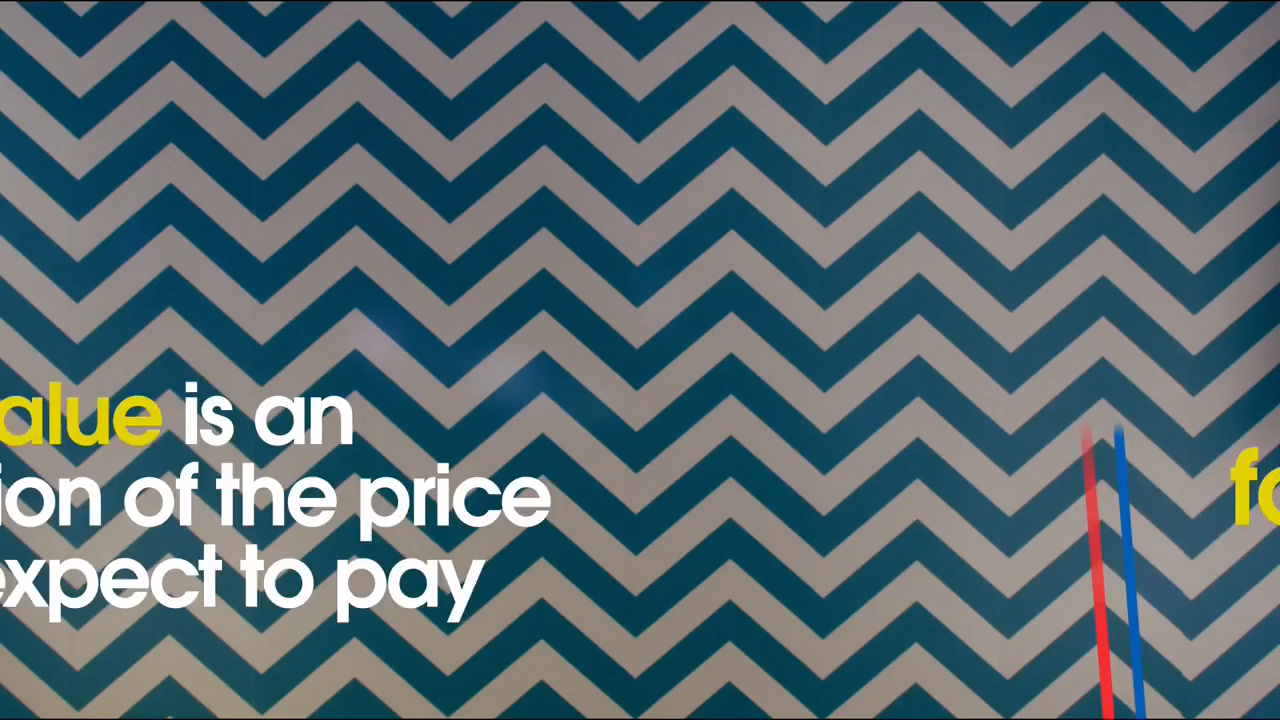 alue is an
ion of the price
expect to pay